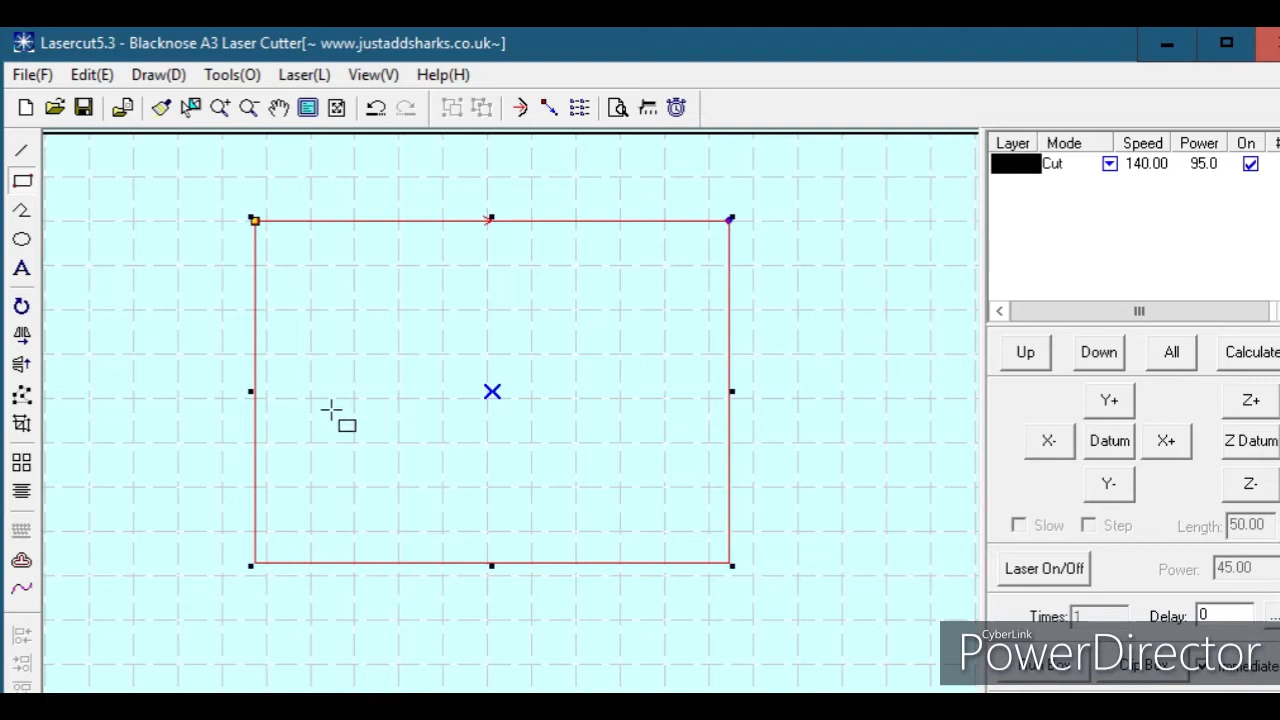 Lasercut5.3 - Blacknose A3 Laser Cutter[~ www.justaddsharks.co.uk~]
File(F) Edit(E) Draw(D) Tools(O) Laser(L) View(V) Help(H)
Layer Mode Speed Power On
Cut 140.00 95.0
Up Down All Calculate
Y+ Z+
X- Datum X+ Z Datum
Y- Z-
Slow Step Length: 50.00
Laser On/Off Power: 45.00
Times: 1 Delay: 0 ...
CyberLink
PowerDirector
Immediate